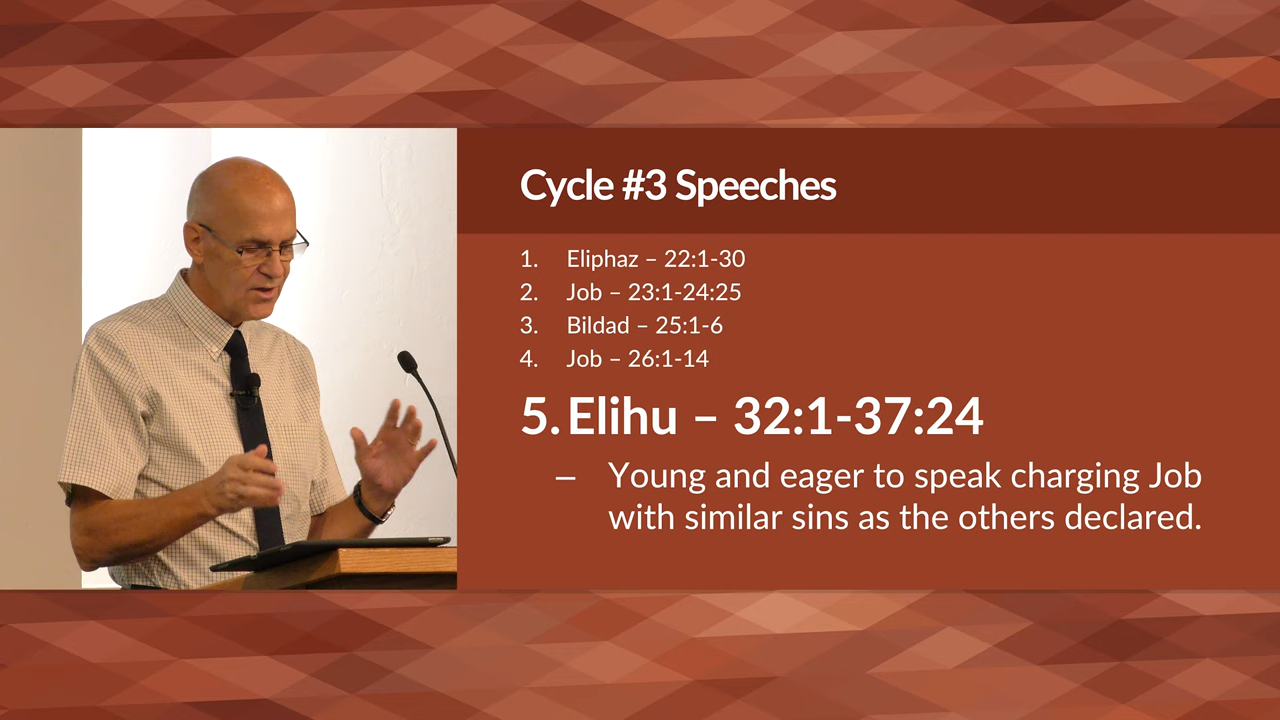 Cycle #3 Speeches
1. Eliphaz – 22:1-30
2. Job – 23:1-24:25
3. Bildad – 25:1-6
4. Job – 26:1-14
5. Elihu – 32:1-37:24
– Young and eager to speak charging Job
with similar sins as the others declared.